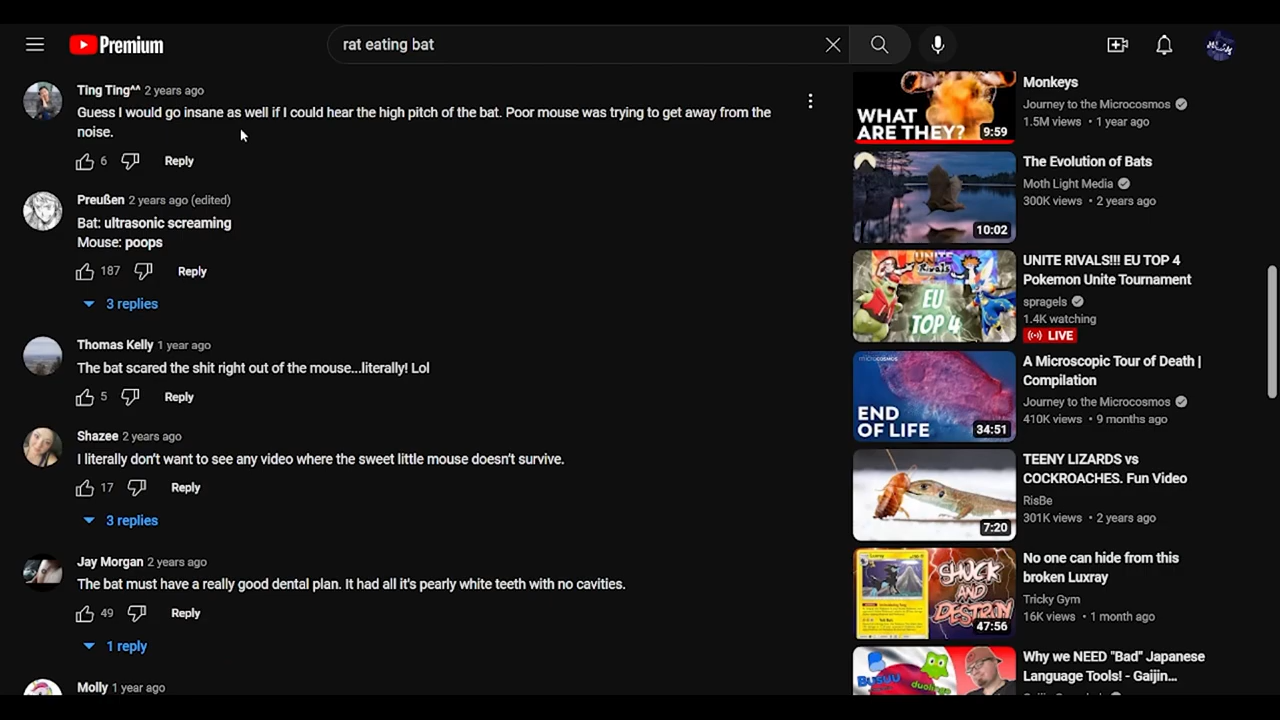 Premium
rat eating bat
Ting Ting^^ 2 years ago
Guess I would go insane as well if I could hear the high pitch of the bat. Poor mouse was trying to get away from the
noise.
6 Reply
Preußen 2 years ago (edited)
Bat: ultrasonic screaming
Mouse: poops
187 Reply
3 replies
Thomas Kelly 1 year ago
The bat scared the shit right out of the mouse...literally! Lol
5 Reply
Shazee 2 years ago
I literally don't want to see any video where the sweet little mouse doesn't survive.
17 Reply
3 replies
Jay Morgan 2 years ago
The bat must have a really good dental plan. It had all it's pearly white teeth with no cavities.
49 Reply
1 reply
Molly 1 year ago
WHAT
ARE THEY?
9:59
Monkeys
Journey to the Microcosmos
1.5M views • 1 year ago
10:02
The Evolution of Bats
Moth Light Media
300K views • 2 years ago
UNITE
Rivals
EU
TOP 4
UNITE RIVALS!!! EU TOP 4
Pokemon Unite Tournament
spragels
1.4K watching
LIVE
microcosmos
END
OF LIFE
34:51
A Microscopic Tour of Death |
Compilation
Journey to the Microcosmos
410K views • 9 months ago
7:20
TEENY LIZARDS vs
COCKROACHES. Fun Video
RisBe
301K views • 2 years ago
SHOCK
AND
DESTROY
47:56
No one can hide from this
broken Luxray
Tricky Gym
16K views • 1 month ago
BUSUU
duolingo
Why we NEED "Bad" Japanese
Language Tools! - Gaijin...